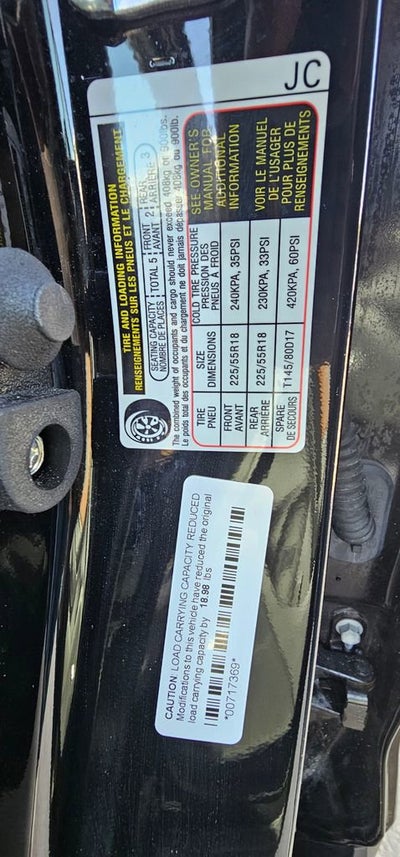 JC
TIRE AND LOADING INFORMATION
RENSEIGNEMENTS SUR LES PNEUS ET LE CHARGEMENT
SEATING CAPACITY TOTAL 5 FRONT 2 REAR 3
NOMBRE DE PLACES AVANT ARRIÈRE
The combined weight of occupants and cargo should never exceed 408kg or 900lbs.
Le poids total des occupants et du chargement ne doit jamais dépasser 408kg ou 900lb.
TIRE SIZE COLD TIRE PRESSURE SEE OWNER'S
PNEU DIMENSIONS PRESSION DES MANUAL FOR
PNEUS À FROID ADDITIONAL
FRONT 225/55R18 240KPA, 35PSI INFORMATION
AVANT
REAR 225/55R18 230KPA, 33PSI VOIR LE MANUEL
ARRIÈRE DE L'USAGER
SPARE T145/80D17 420KPA, 60PSI POUR PLUS DE
DE SECOURS RENSEIGNEMENTS
CAUTION: LOAD CARRYING CAPACITY REDUCED
Modifications to this vehicle have reduced the original
load carrying capacity by 18.98 lbs
*00717369*